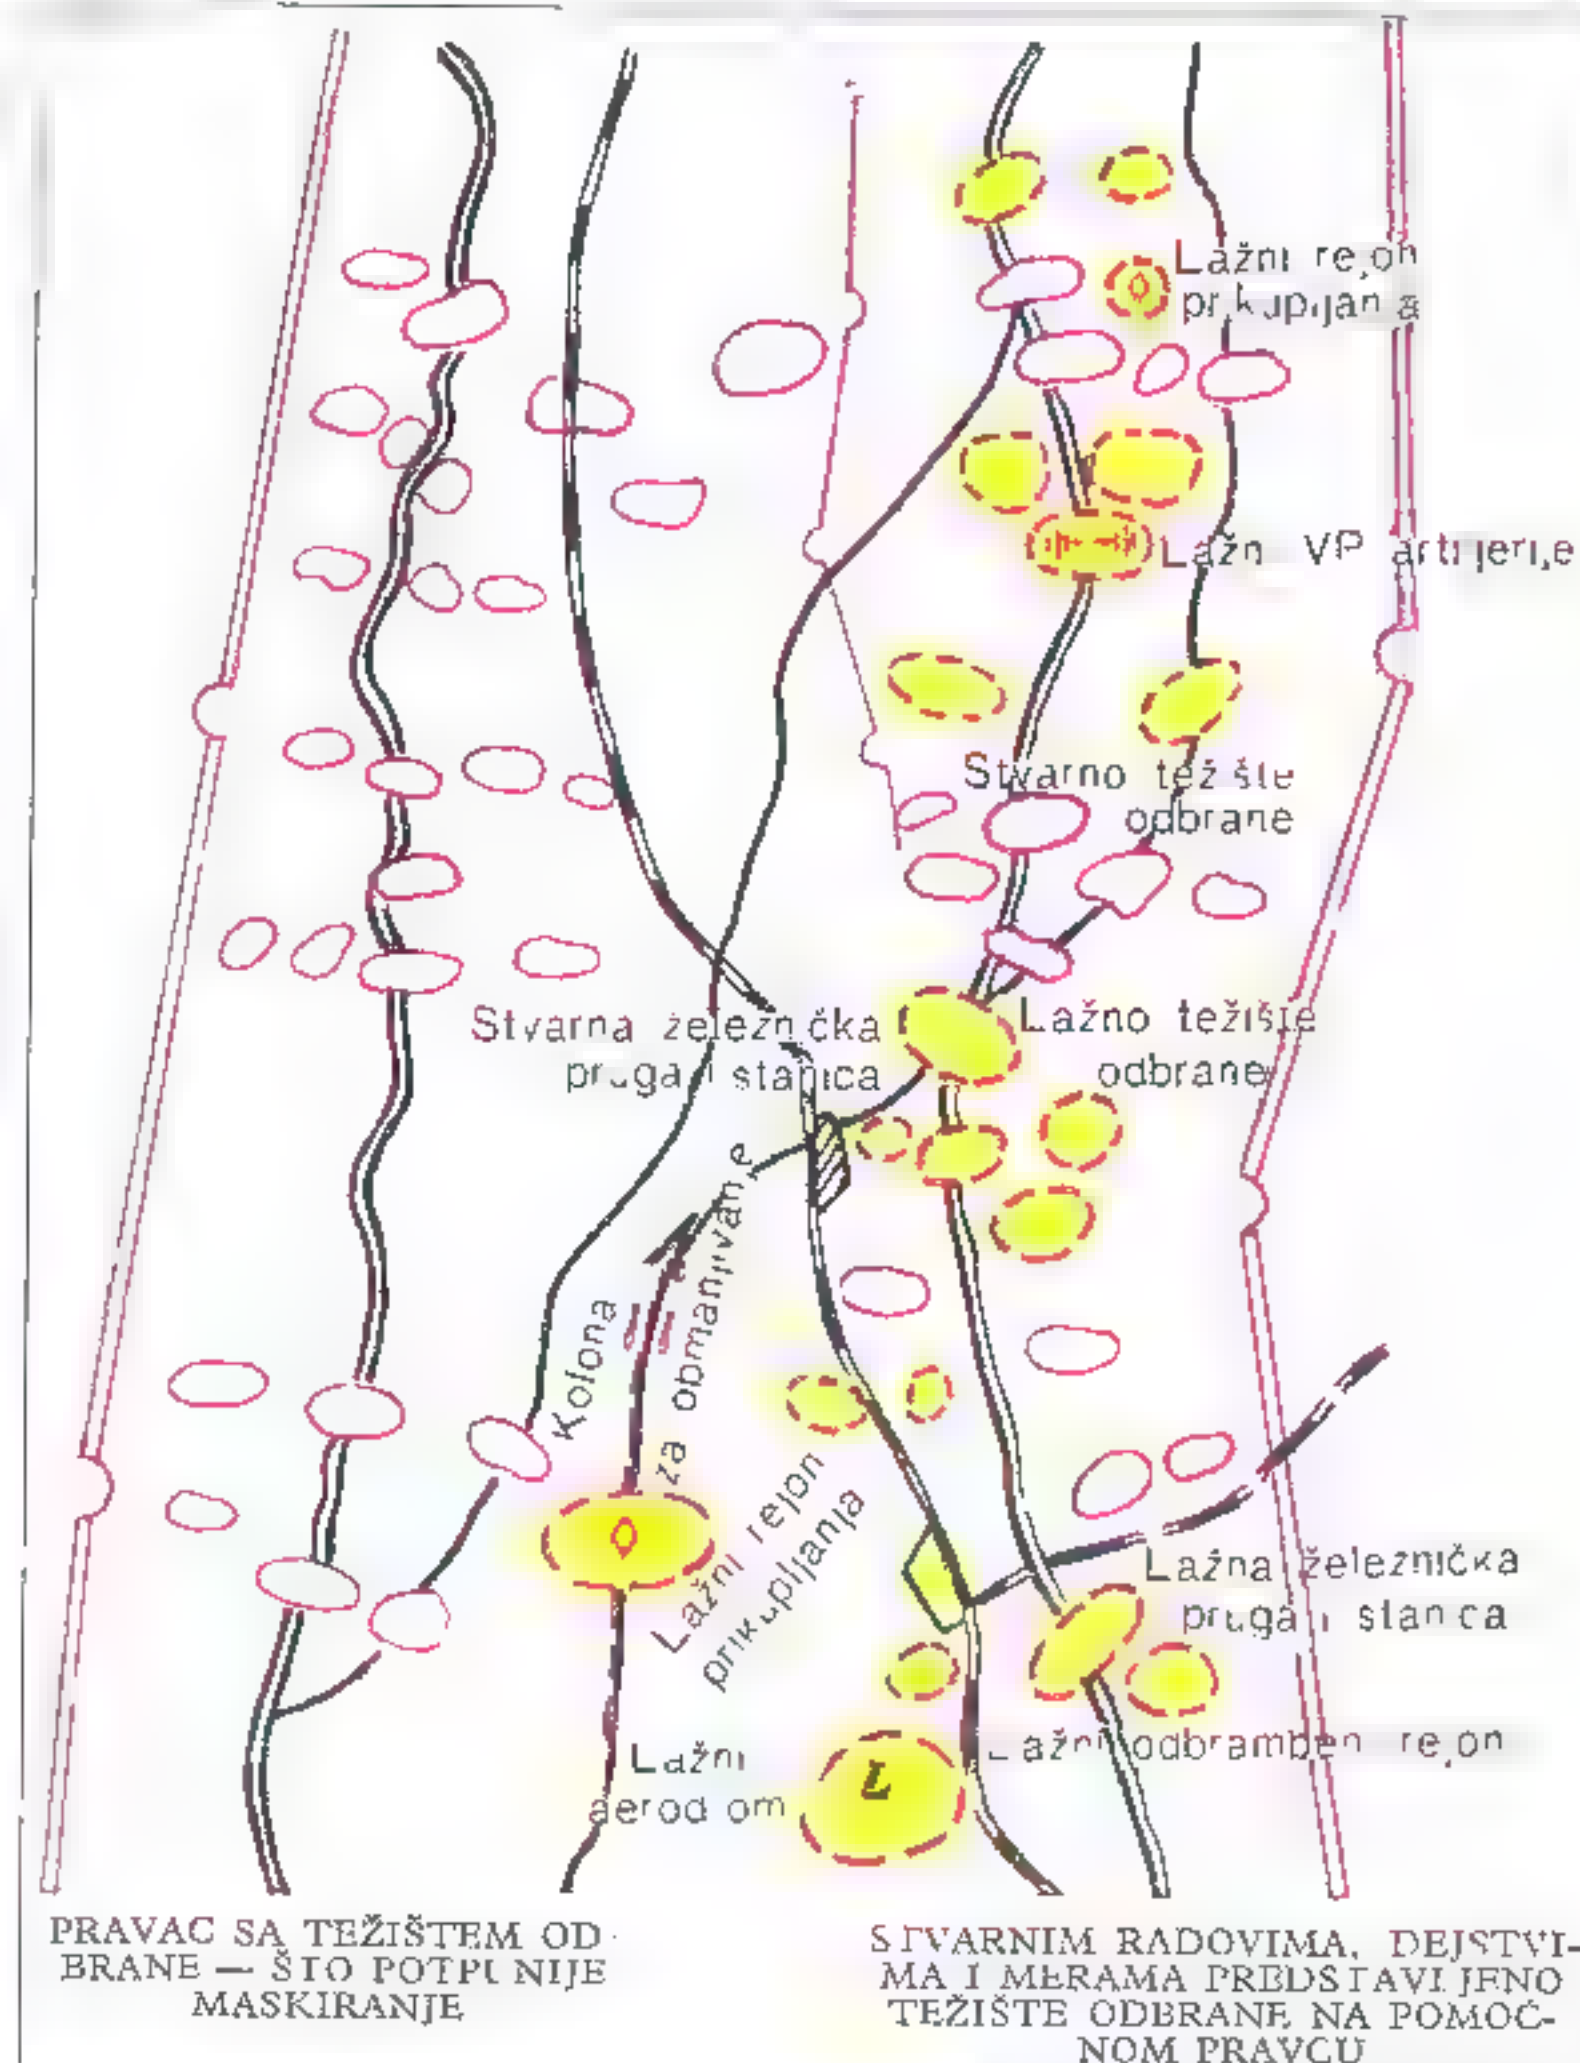 Lažni rejon
prikupljanja
Lažni VP artiljerije
Stvarno težište
odbrane
Stvarna železnička
pruga i stanica
Lažno težište
odbrane
Kolona
za obmanjivanje
Lažni rejon
prikupljanja
Lažna železnička
pruga i stanica
Lažni odbrambeni rejon
Lažni
aerodrom
L
PRAVAC SA TEŽIŠTEM OD-
BRANE — ŠTO POTPUNIJE
MASKIRANJE
STVARNIM RADOVIMA, DEJSTVI-
MA I MERAMA PREDSTAVLJENO
TEŽIŠTE ODBRANE NA POMOĆ-
NOM PRAVCU